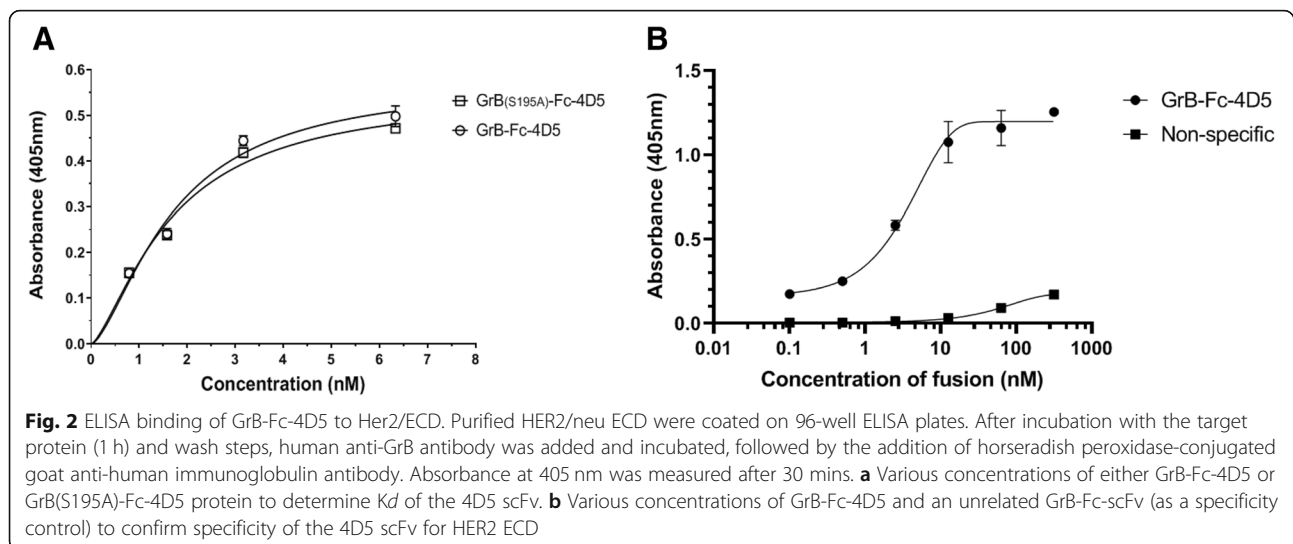 A
Absorbance (405nm)
0.6
0.5
0.4
0.3
0.2
0.1
0.0
0 1 2 3 4 5 6 7 8
Concentration (nM)
GrB(S195A)-Fc-4D5
GrB-Fc-4D5
B
Absorbance (405nm)
1.5
1.0
0.5
0.0
0.01 0.1 1 10 100 1000
Concentration of fusion (nM)
GrB-Fc-4D5
Non-specific
Fig. 2 ELISA binding of GrB-Fc-4D5 to Her2/ECD. Purified HER2/neu ECD were coated on 96-well ELISA plates. After incubation with the target
protein (1 h) and wash steps, human anti-GrB antibody was added and incubated, followed by the addition of horseradish peroxidase-conjugated
goat anti-human immunoglobulin antibody. Absorbance at 405 nm was measured after 30 mins. a Various concentrations of either GrB-Fc-4D5 or
GrB(S195A)-Fc-4D5 protein to determine Kd of the 4D5 scFv. b Various concentrations of GrB-Fc-4D5 and an unrelated GrB-Fc-scFv (as a specificity
control) to confirm specificity of the 4D5 scFv for HER2 ECD